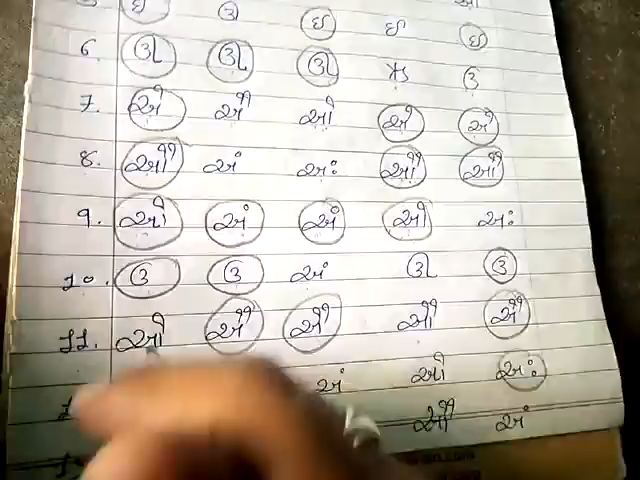 ઇ ઉ ઇ ઈ ઇ
6. ઊ ઊ ઊ ઋ ઉ
7. એ ઐ ઓ એ એ
8. ઔ અં અઃ ઔ ઔ
9. ઓ અં અં ઓ અઃ
10. ઉ ઉ અં ઊ ઉ
11. ઓ ઐ ઐ ઔ ઐ
અં ઓ અઃ
ઔ અં